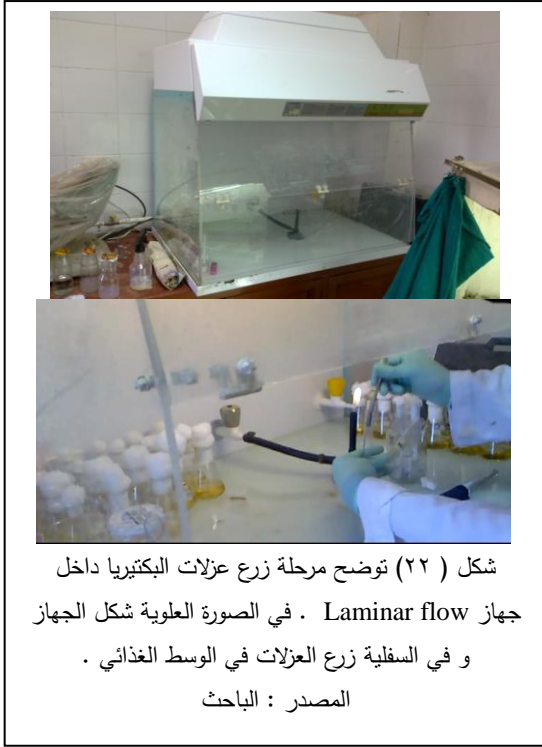 شكل ( ٢٢) توضح مرحلة زرع عزلات البكتيريا داخل
جهاز Laminar flow . في الصورة العلوية شكل الجهاز
و في السفلية زرع العزلات في الوسط الغذائي .
المصدر : الباحث